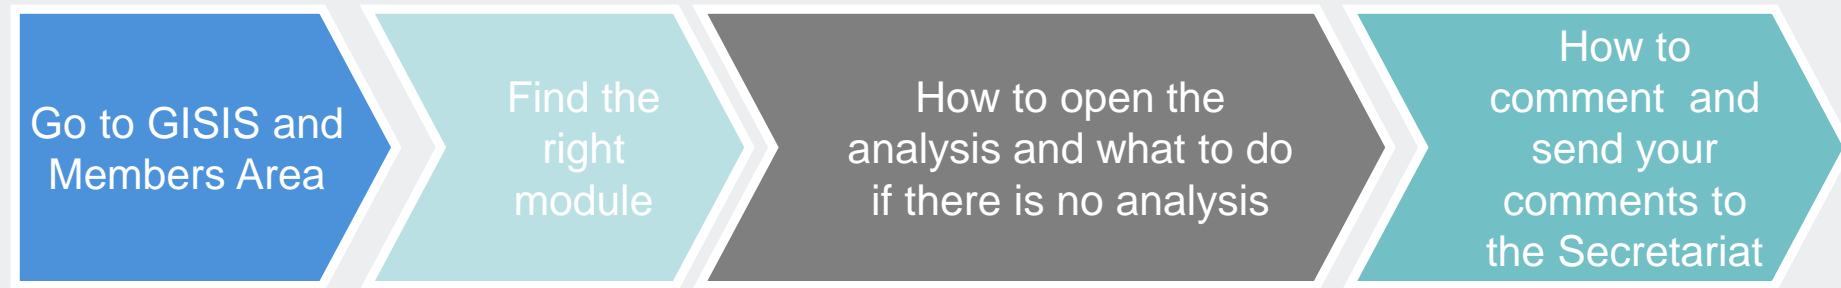 Go to GISIS and
Members Area
Find the
right
module
How to open the
analysis and what to do
if there is no analysis
How to
comment  and
send your
comments to
the Secretariat